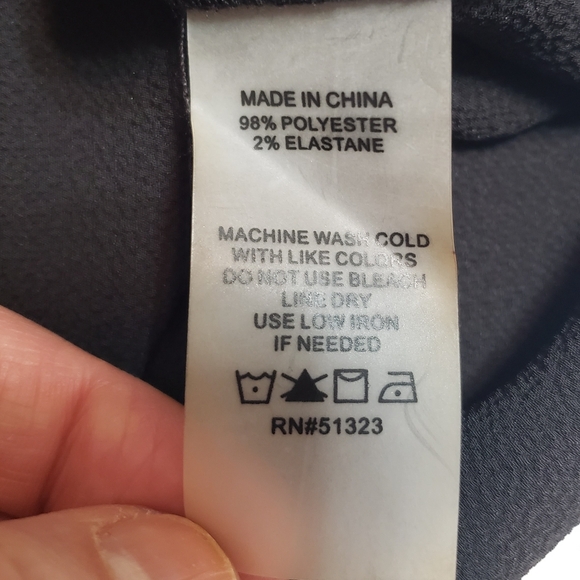 MADE IN CHINA
98% POLYESTER
2% ELASTANE
MACHINE WASH COLD
WITH LIKE COLORS
DO NOT USE BLEACH
LINE DRY
USE LOW IRON
IF NEEDED
RN#51323